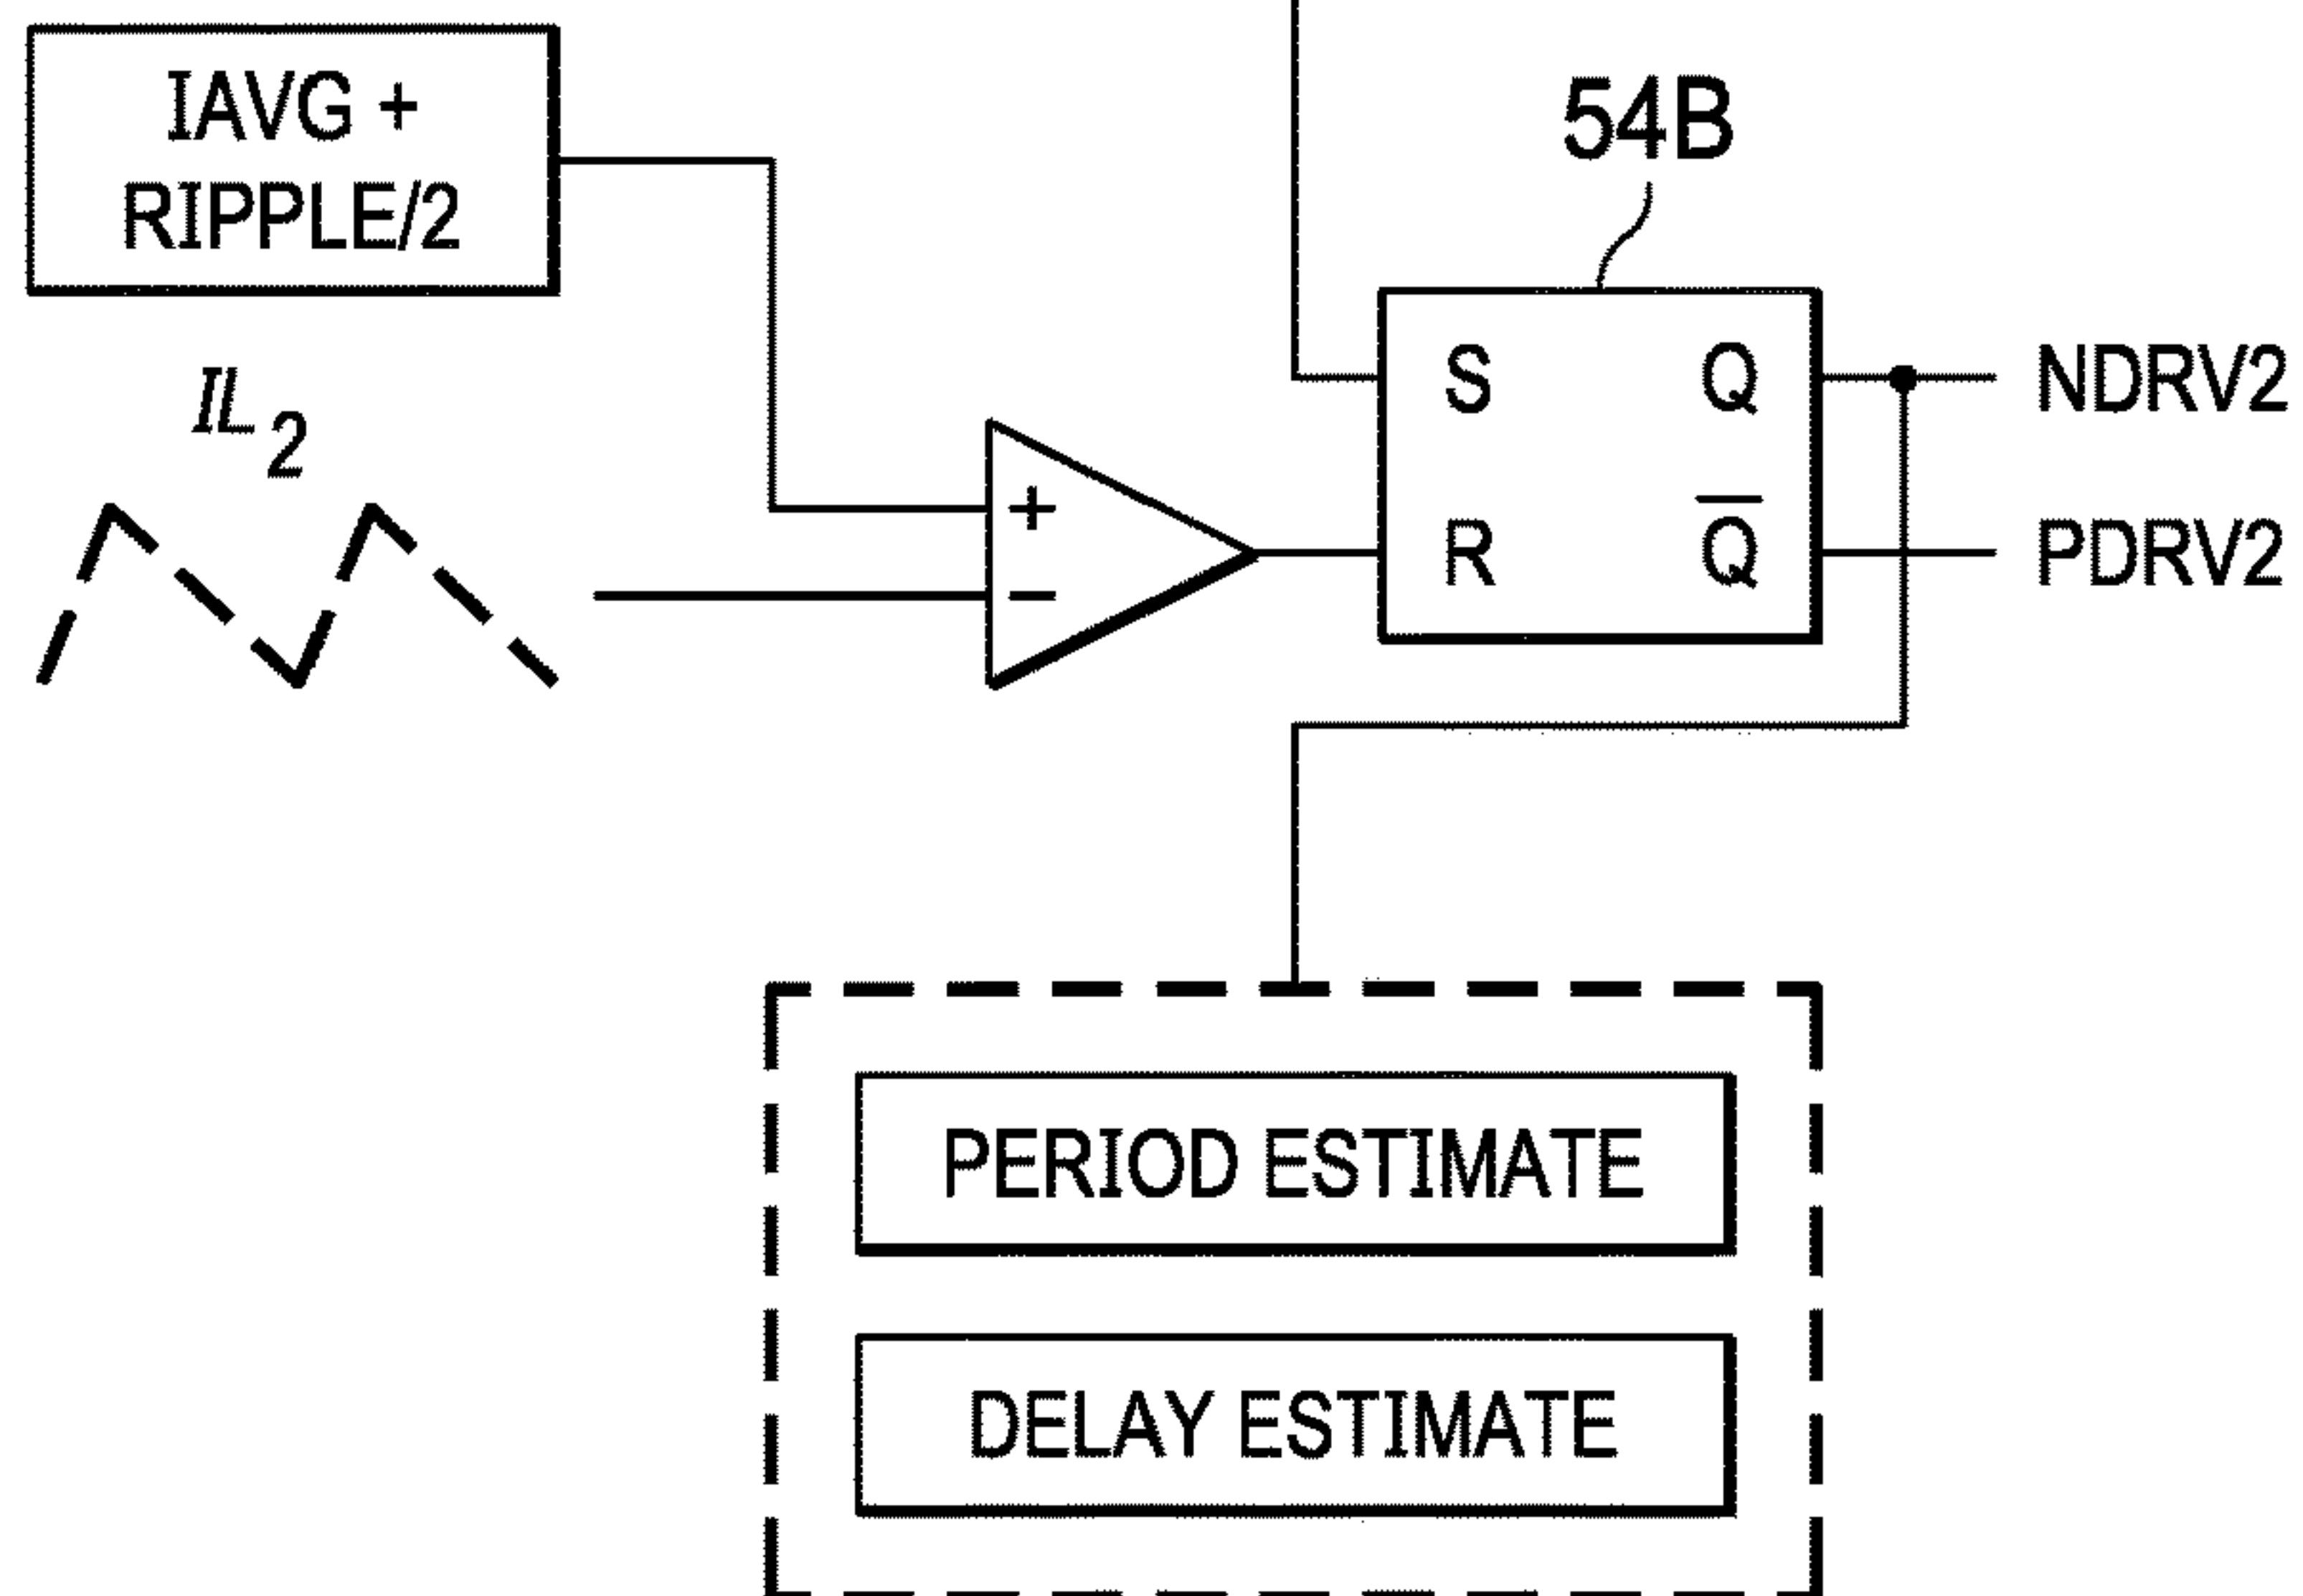 IAVG +
RIPPLE/2
54B
IL2
S Q NDRV2
+
R Q̅ PDRV2
−
PERIOD ESTIMATE
DELAY ESTIMATE